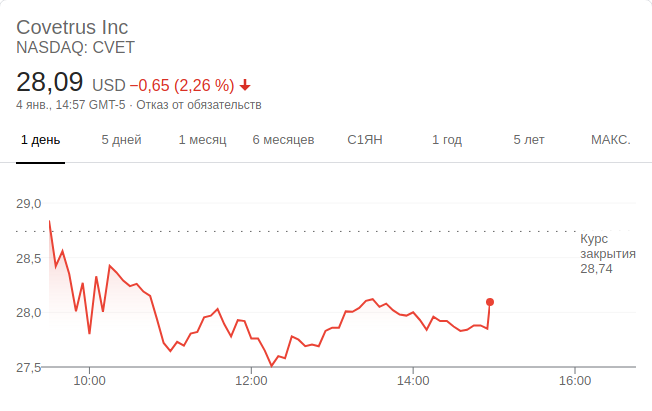 Covetrus Inc
NASDAQ: CVET
28,09 USD −0,65 (2,26 %)
4 янв., 14:57 GMT-5 · Отказ от обязательств
1 день 5 дней 1 месяц 6 месяцев С1ЯН 1 год 5 лет МАКС.
29,0
Курс
закрытия
28,74
28,5
28,0
27,5
10:00 12:00 14:00 16:00